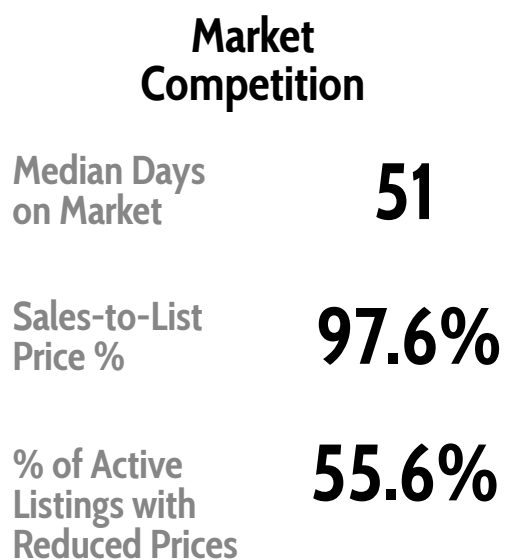 Market
Competition
Median Days
on Market
51
Sales-to-List
Price %
97.6%
% of Active
Listings with
Reduced Prices
55.6%